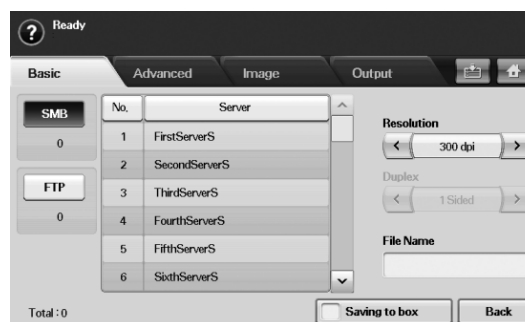 Ready
Basic Advanced Image Output
SMB
0
FTP
0
No. Server
1 FirstServerS
2 SecondServerS
3 ThirdServerS
4 FourthServerS
5 FifthServerS
6 SixthServerS
Resolution
300 dpi
Duplex
1 Sided
File Name
Total : 0
Saving to box
Back